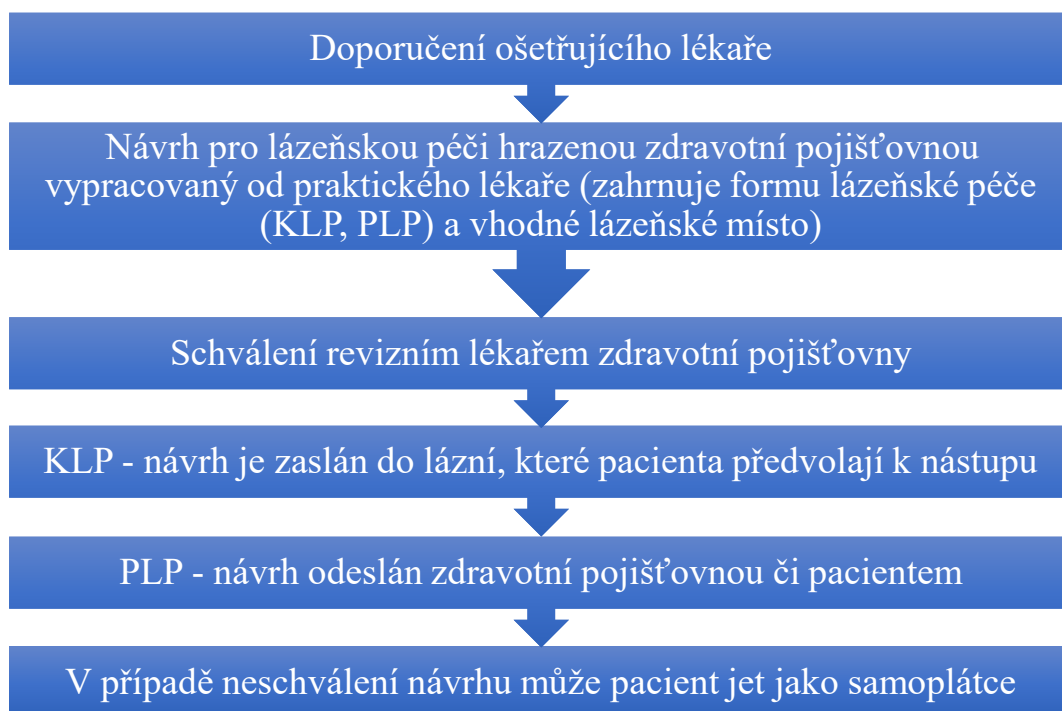 Doporučení ošetřujícího lékaře
Návrh pro lázeňskou péči hrazenou zdravotní pojišťovnou
vypracovaný od praktického lékaře (zahrnuje formu lázeňské péče
(KLP, PLP) a vhodné lázeňské místo)
Schválení revizním lékařem zdravotní pojišťovny
KLP - návrh je zaslán do lázní, které pacienta předvolají k nástupu
PLP - návrh odeslán zdravotní pojišťovnou či pacientem
V případě neschválení návrhu může pacient jet jako samoplátce